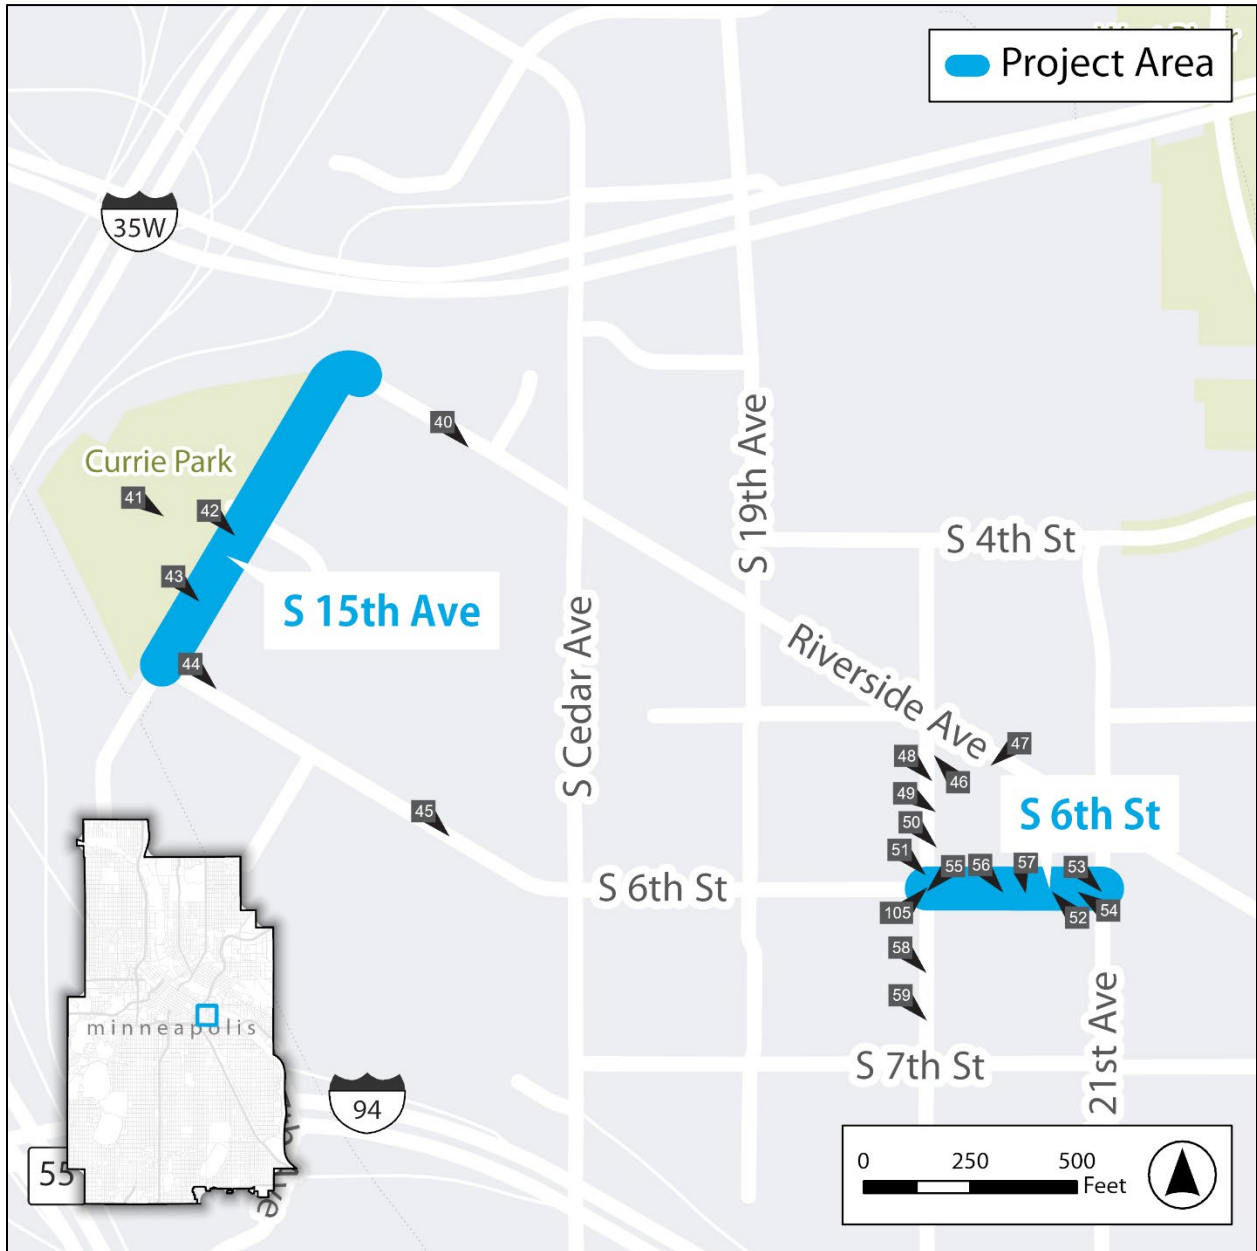 Project Area
35W
40
Currie Park
41
42
43
S 15th Ave
44
45
S Cedar Ave
S 19th Ave
S 4th St
Riverside Ave
47
48
46
49
50
S 6th St
51
55
56
57
53
S 6th St
105
52
54
58
59
S 7th St
21st Ave
minneapolis
94
55
0 250 500
Feet